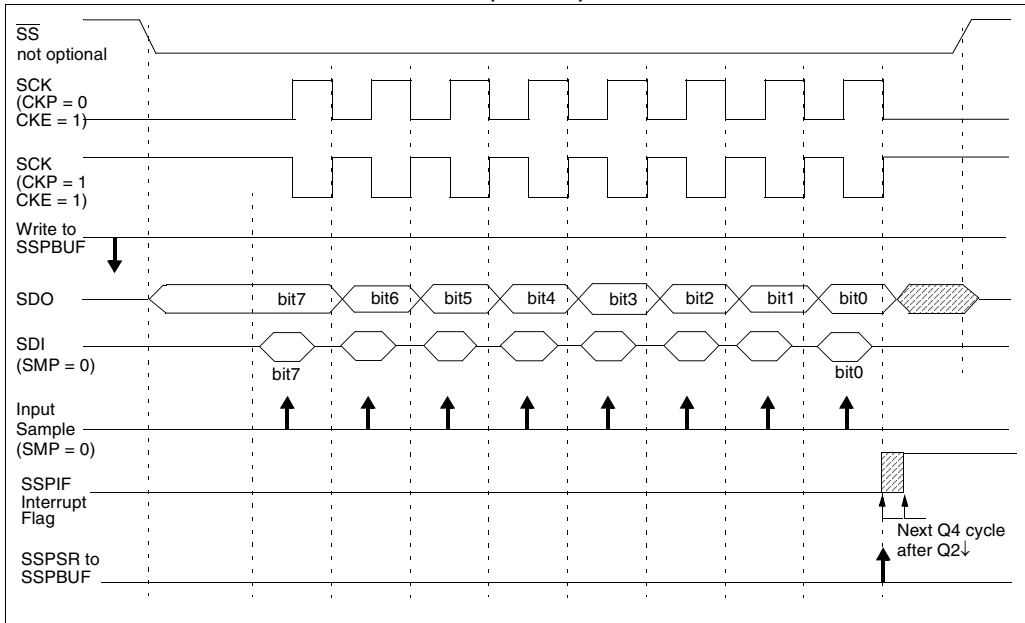 SS
not optional
SCK
(CKP = 0
CKE = 1)
SCK
(CKP = 1
CKE = 1)
Write to
SSPBUF
SDO
bit7 bit6 bit5 bit4 bit3 bit2 bit1 bit0
SDI
(SMP = 0)
bit7 bit0
Input
Sample
(SMP = 0)
SSPIF
Interrupt
Flag
Next Q4 cycle
after Q2↓
SSPSR to
SSPBUF